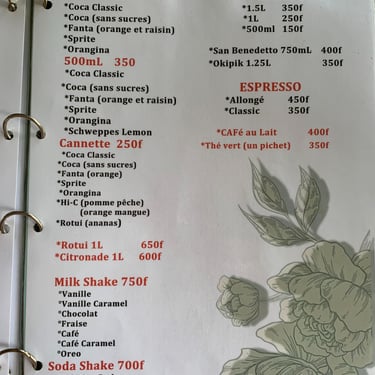 *Coca Classic
*Coca (sans sucres)
*Fanta (orange et raisin)
*Sprite
*Orangina
500mL 350
*Coca Classic
*Coca (sans sucres)
*Fanta (orange et raisin)
*Sprite
*Orangina
*Schweppes Lemon
Cannette 250f
*Coca Classic
*Coca (sans sucres)
*Fanta (orange et raisin)
*Sprite
*Orangina
*Hi-C (pomme pêche)
(orange mangue)
*Rotui (ananas)
*Rotui 1L 650f
*Citronade 1L 600f
Milk Shake 750f
*Vanille
*Vanille Caramel
*Chocolat
*Fraise
*Café
*Café Caramel
*Oreo
Soda Shake 700f
*1.5L 350f
*1L 250f
*500ml 150f
*San Benedetto 750mL 400f
*Okipik 1.25L 350f
ESPRESSO
*Allongé 450f
*Classic 350f
*CAFé au Lait 400f
*Thé vert (un pichet) 350f